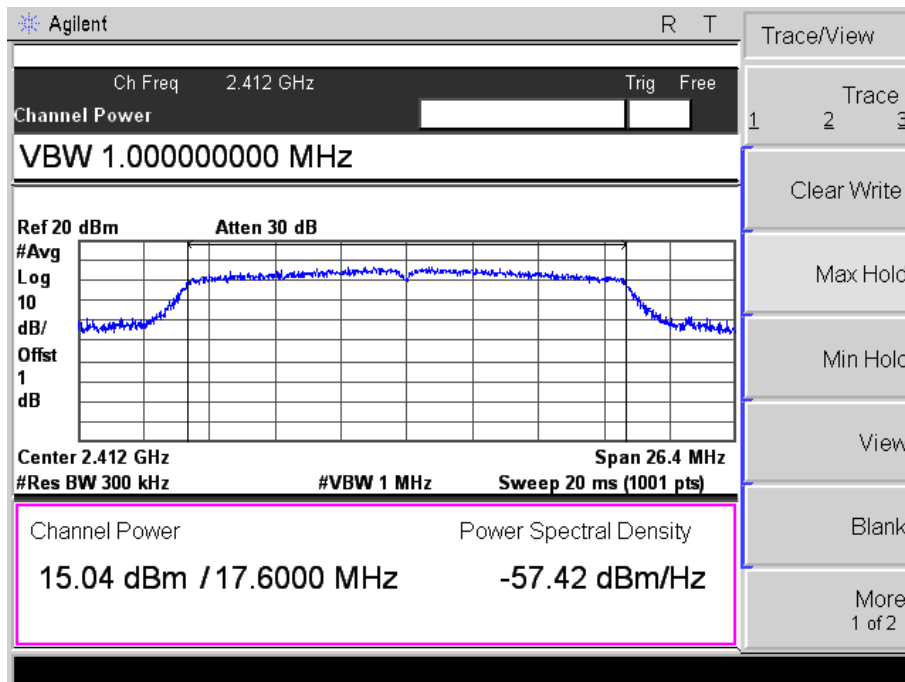 Agilent R T
Trace/View
Ch Freq 2.412 GHz Trig Free
Channel Power
Trace
1 2 3
VBW 1.000000000 MHz
Clear Write
Ref 20 dBm Atten 30 dB
#Avg
Log
10
dB/
Offst
1
dB
Max Hold
Min Hold
View
Center 2.412 GHz Span 26.4 MHz
#Res BW 300 kHz #VBW 1 MHz Sweep 20 ms (1001 pts)
Channel Power Power Spectral Density
15.04 dBm / 17.6000 MHz -57.42 dBm/Hz
Blank
More
1 of 2